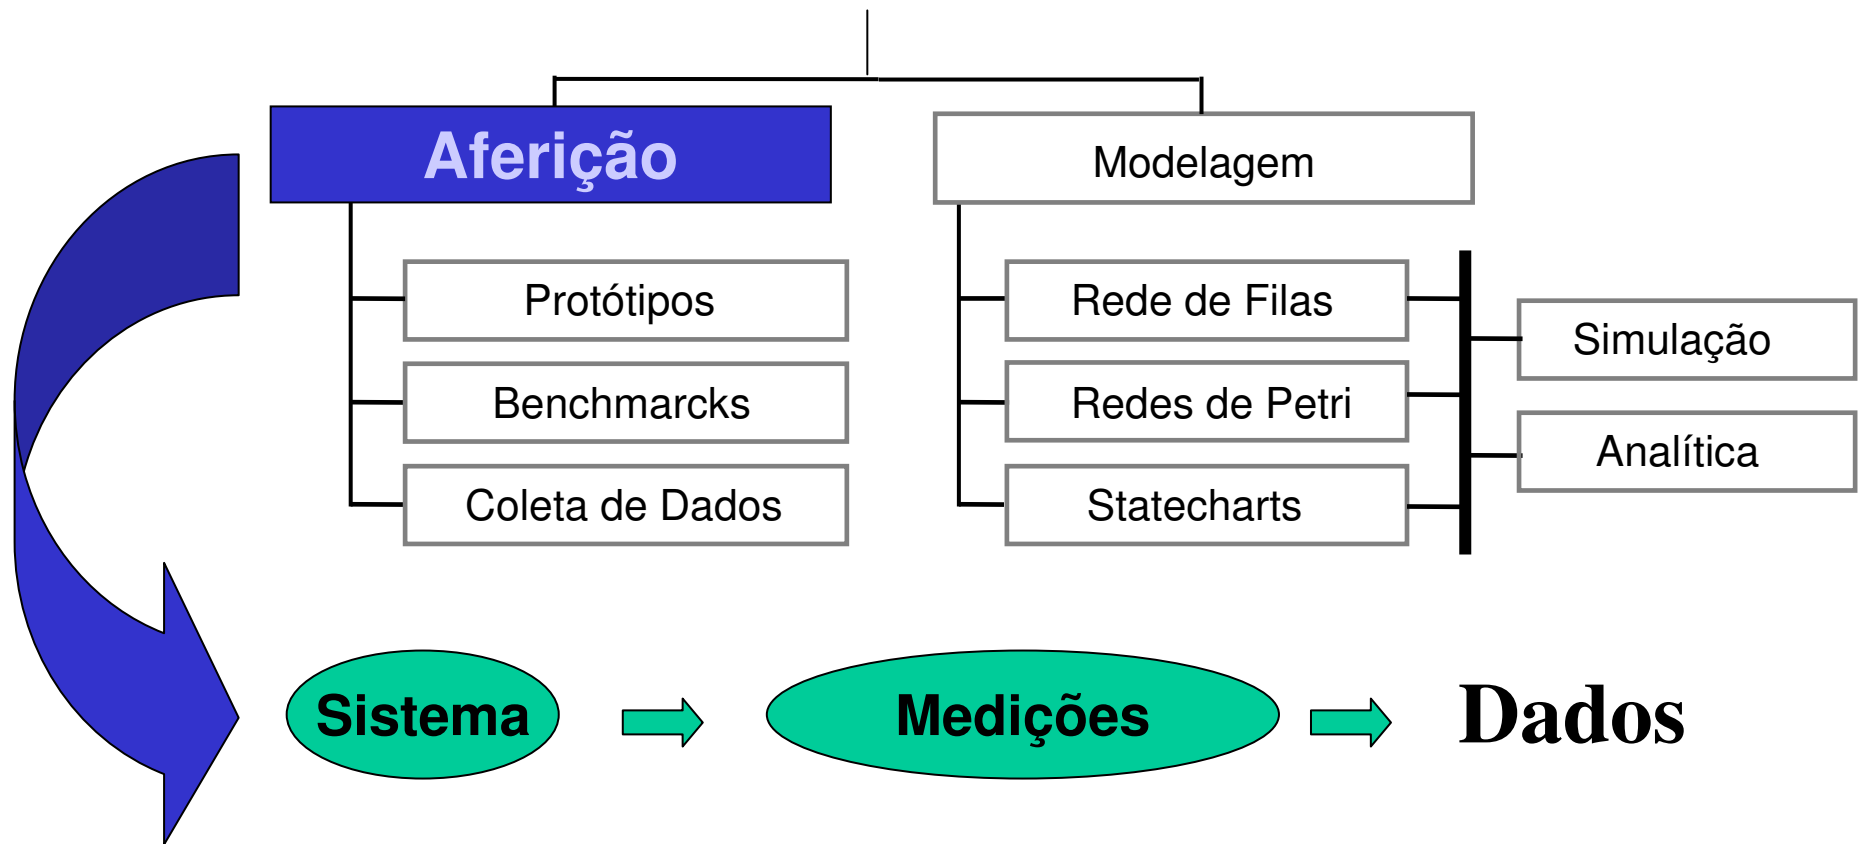 Aferição
Modelagem
Protótipos
Benchmarcks
Coleta de Dados
Rede de Filas
Redes de Petri
Statecharts
Simulação
Analítica
Sistema
Medições
Dados